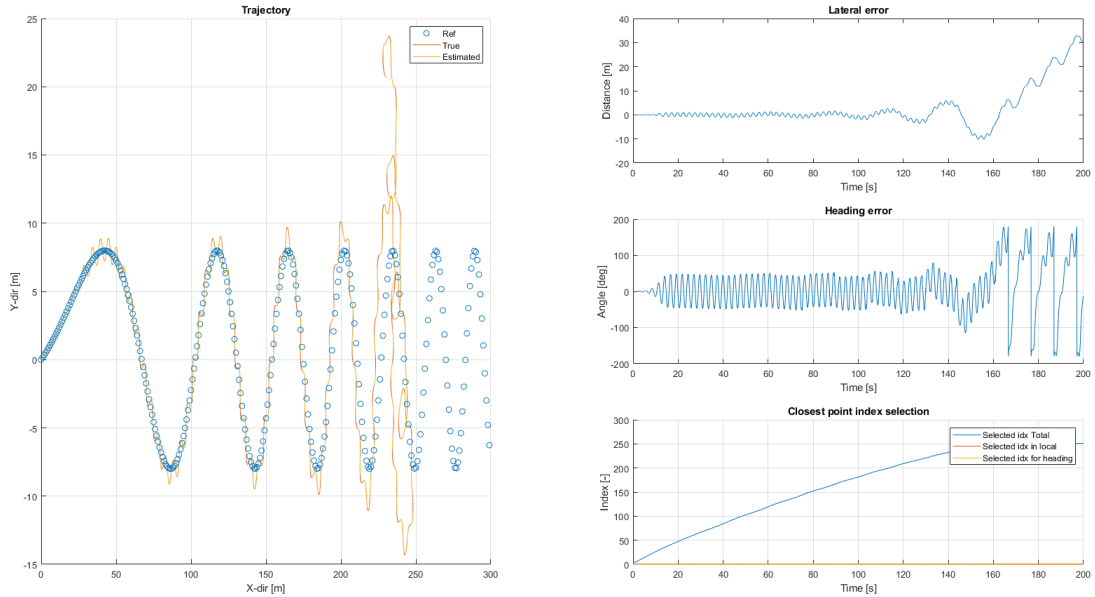 Trajectory
25
20
15
10
5
0
-5
-10
-15
0 50 100 150 200 250 300
X-dir [m]
Y-dir [m]
Ref
True
Estimated
Lateral error
40
30
20
10
0
-10
-20
0 20 40 60 80 100 120 140 160 180 200
Time [s]
Distance [m]
Heading error
200
100
0
-100
-200
0 20 40 60 80 100 120 140 160 180 200
Time [s]
Angle [deg]
Closest point index selection
300
250
200
150
100
50
0
0 20 40 60 80 100 120 140 160 180 200
Time [s]
Index [-]
Selected idx Total
Selected idx in local
Selected idx for heading